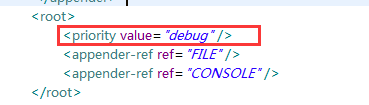 </appender>
<root>
<priority value="debug" />
<appender-ref ref="FILE" />
<appender-ref ref="CONSOLE" />
</root>